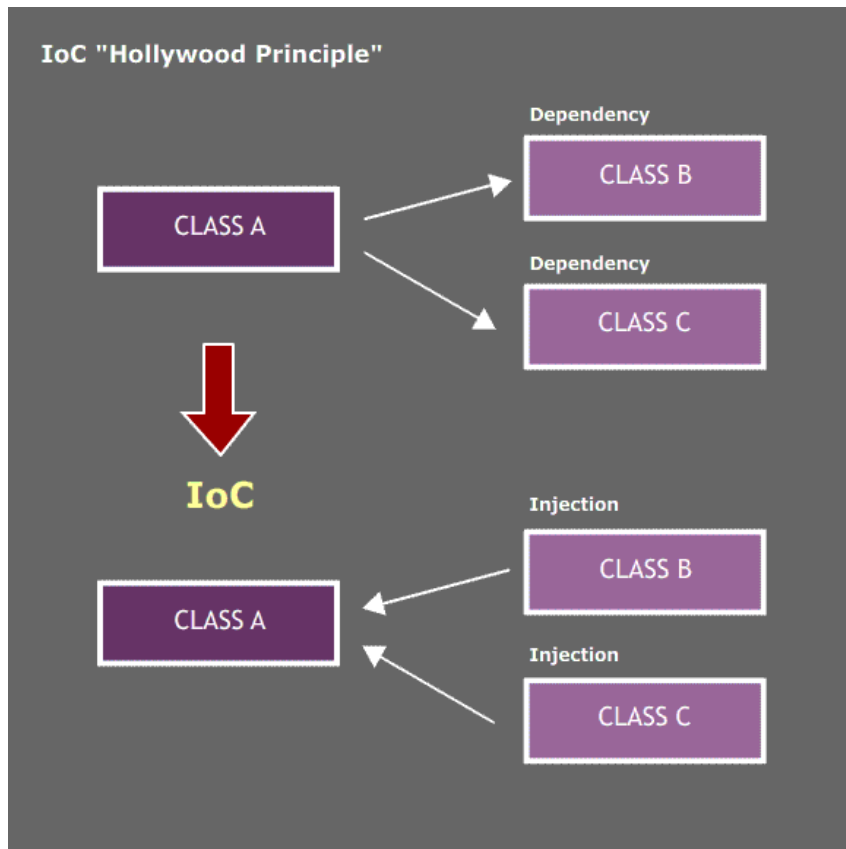 IoC "Hollywood Principle"
Dependency
CLASS B
CLASS A
Dependency
CLASS C
IoC
Injection
CLASS B
CLASS A
Injection
CLASS C